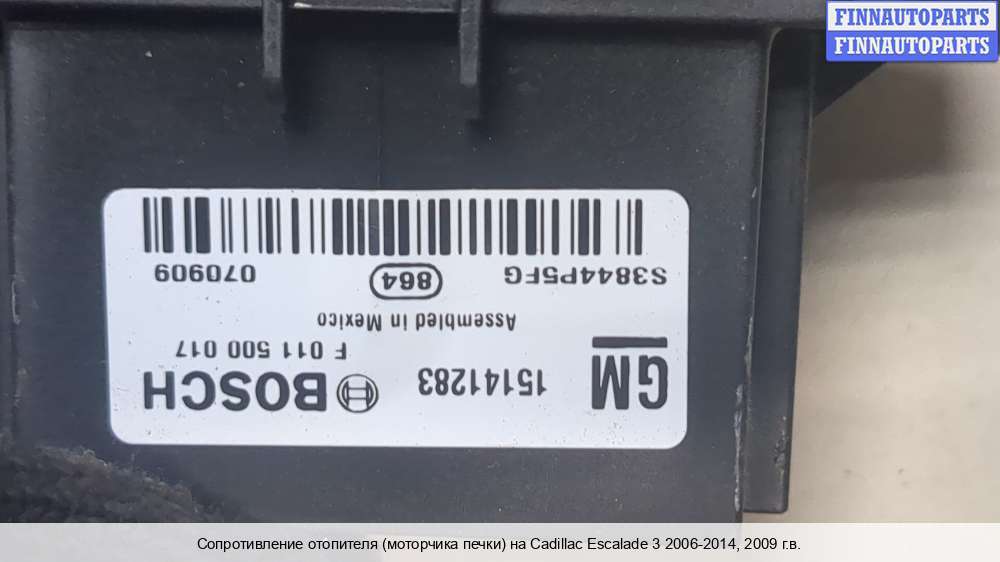 FINNAUTOPARTS
FINNAUTOPARTS
GM 15141283 BOSCH
F 011 500 017
Assembled in Mexico
S3844P5FG 864 070909
Сопротивление отопителя (моторчика печки) на Cadillac Escalade 3 2006-2014, 2009 г.в.